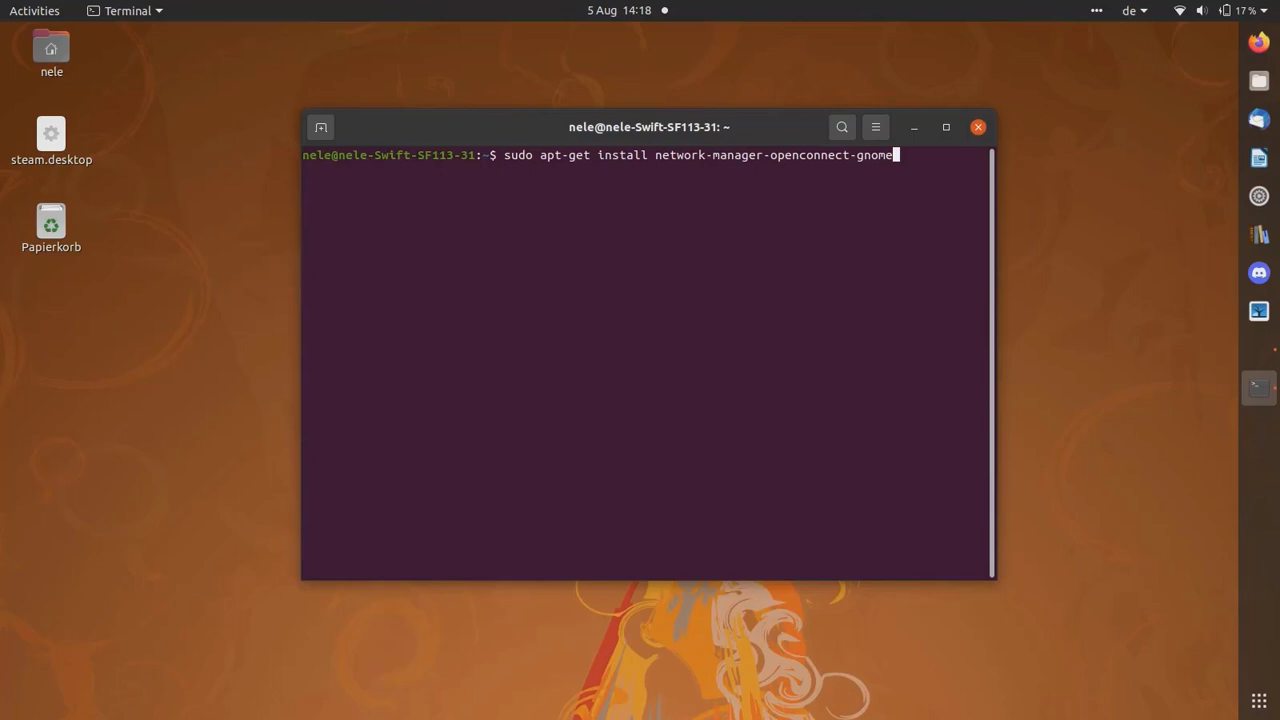 Activities
Terminal
5 Aug 14:18
de
17 %
nele
steam.desktop
Papierkorb
nele@nele-Swift-SF113-31: ~
nele@nele-Swift-SF113-31:~$ sudo apt-get install network-manager-openconnect-gnome